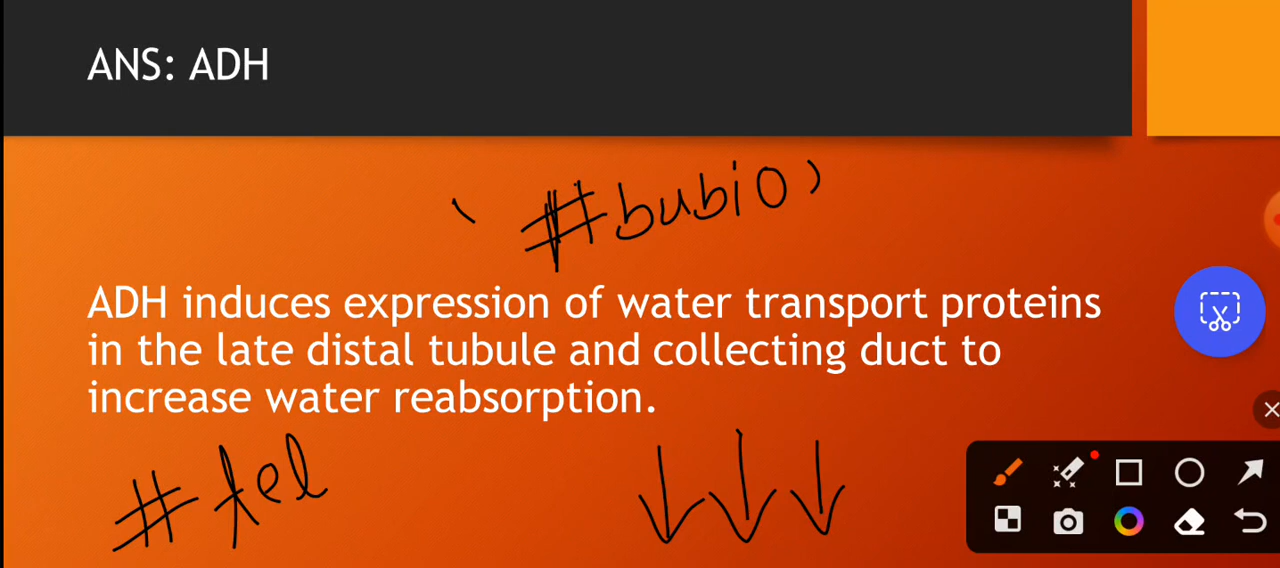 ANS: ADH
#bubio
ADH induces expression of water transport proteins
in the late distal tubule and collecting duct to
increase water reabsorption.